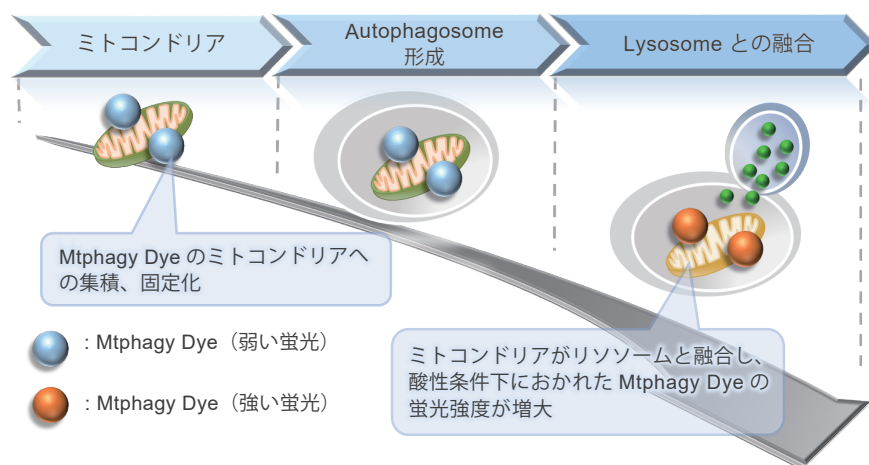 ミトコンドリア
Autophagosome
形成
Lysosome との融合
Mtphagy Dye のミトコンドリアへ
の集積、固定化
: Mtphagy Dye（弱い蛍光）
: Mtphagy Dye（強い蛍光）
ミトコンドリアがリソソームと融合し、
酸性条件下におかれた Mtphagy Dye の
蛍光強度が増大